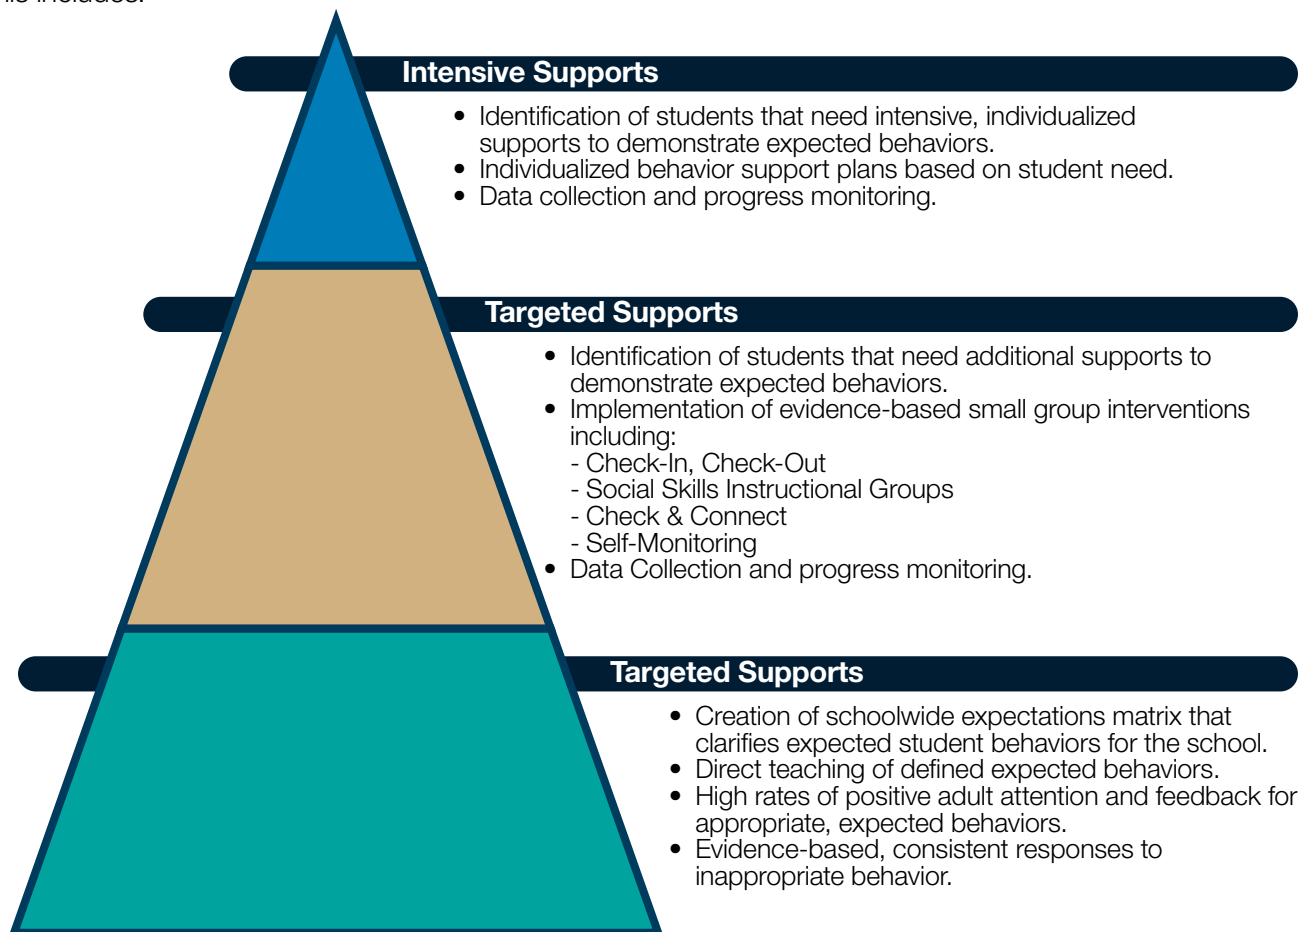 Intensive Supports
• Identification of students that need intensive, individualized
supports to demonstrate expected behaviors.
• Individualized behavior support plans based on student need.
• Data collection and progress monitoring.
Targeted Supports
• Identification of students that need additional supports to
demonstrate expected behaviors.
• Implementation of evidence-based small group interventions
including:
- Check-In, Check-Out
- Social Skills Instructional Groups
- Check & Connect
- Self-Monitoring
• Data Collection and progress monitoring.
Targeted Supports
• Creation of schoolwide expectations matrix that
clarifies expected student behaviors for the school.
• Direct teaching of defined expected behaviors.
• High rates of positive adult attention and feedback for
appropriate, expected behaviors.
• Evidence-based, consistent responses to
inappropriate behavior.